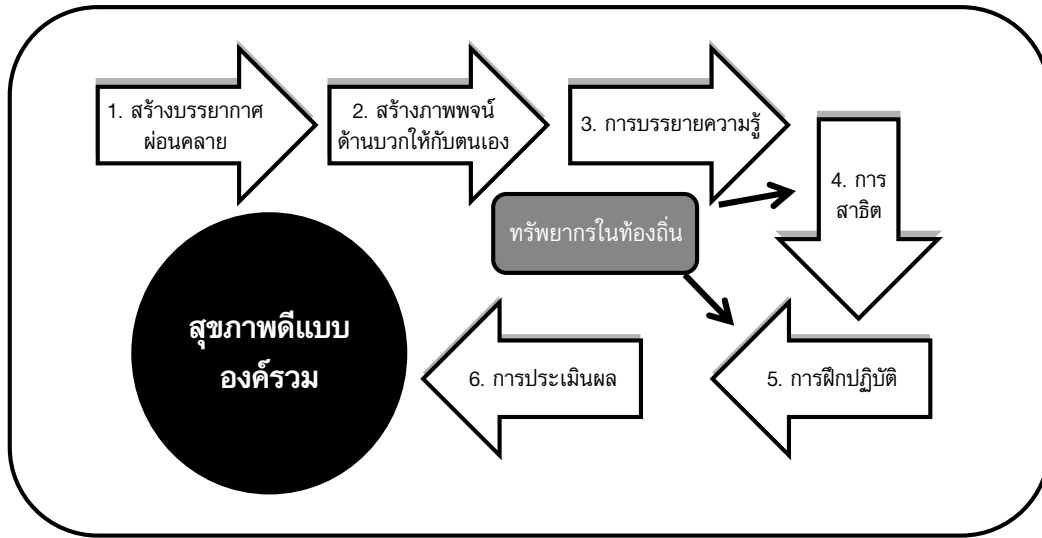 1. สร้างบรรยากาศ
ผ่อนคลาย
2. สร้างภาพพจน์
ด้านบวกให้กับตนเอง
3. การบรรยายความรู้
4. การ
สาธิต
ทรัพยากรในท้องถิ่น
5. การฝึกปฏิบัติ
6. การประเมินผล
สุขภาพดีแบบ
องค์รวม